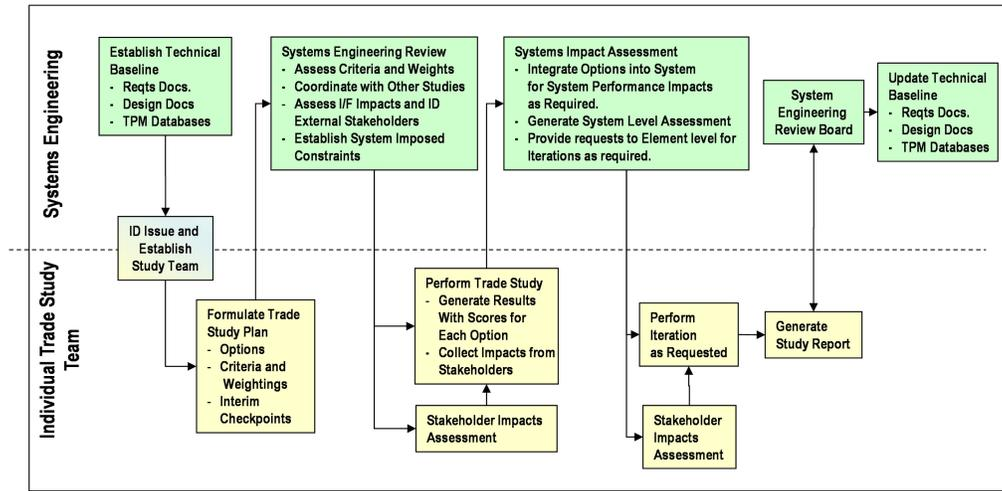 Systems Engineering
Establish Technical
Baseline
- Reqts Docs.
- Design Docs
- TPM Databases
Systems Engineering Review
- Assess Criteria and Weights
- Coordinate with Other Studies
- Assess I/F Impacts and ID
External Stakeholders
- Establish System Imposed
Constraints
Systems Impact Assessment
- Integrate Options into System
for System Performance Impacts
as Required.
- Generate System Level Assessment
- Provide requests to Element level for
Iterations as required.
System
Engineering
Review Board
Update Technical
Baseline
- Reqts Docs.
- Design Docs
- TPM Databases
ID Issue and
Establish
Study Team
Individual Trade Study
Team
Formulate Trade
Study Plan
- Options
- Criteria and
Weightings
- Interim
Checkpoints
Perform Trade Study
- Generate Results
With Scores for
Each Option
- Collect Impacts from
Stakeholders
Stakeholder Impacts
Assessment
Perform
Iteration
as Requested
Stakeholder
Impacts
Assessment
Generate
Study Report